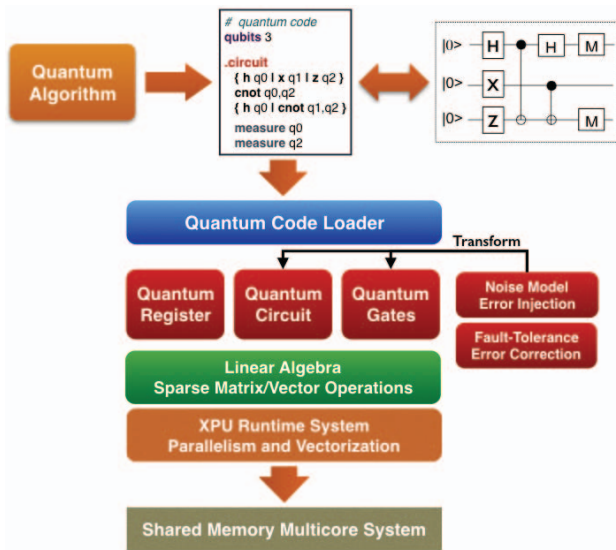 Quantum
Algorithm
# quantum code
qubits 3
.circuit
{ h q0 | x q1 | z q2 }
cnot q0,q2
{ h q0 | cnot q1,q2 }
measure q0
measure q2
|0> H H M
|0> X
|0> Z M
Quantum Code Loader
Transform
Quantum
Register
Quantum
Circuit
Quantum
Gates
Noise Model
Error Injection
Fault-Tolerance
Error Correction
Linear Algebra
Sparse Matrix/Vector Operations
XPU Runtime System
Parallelism and Vectorization
Shared Memory Multicore System